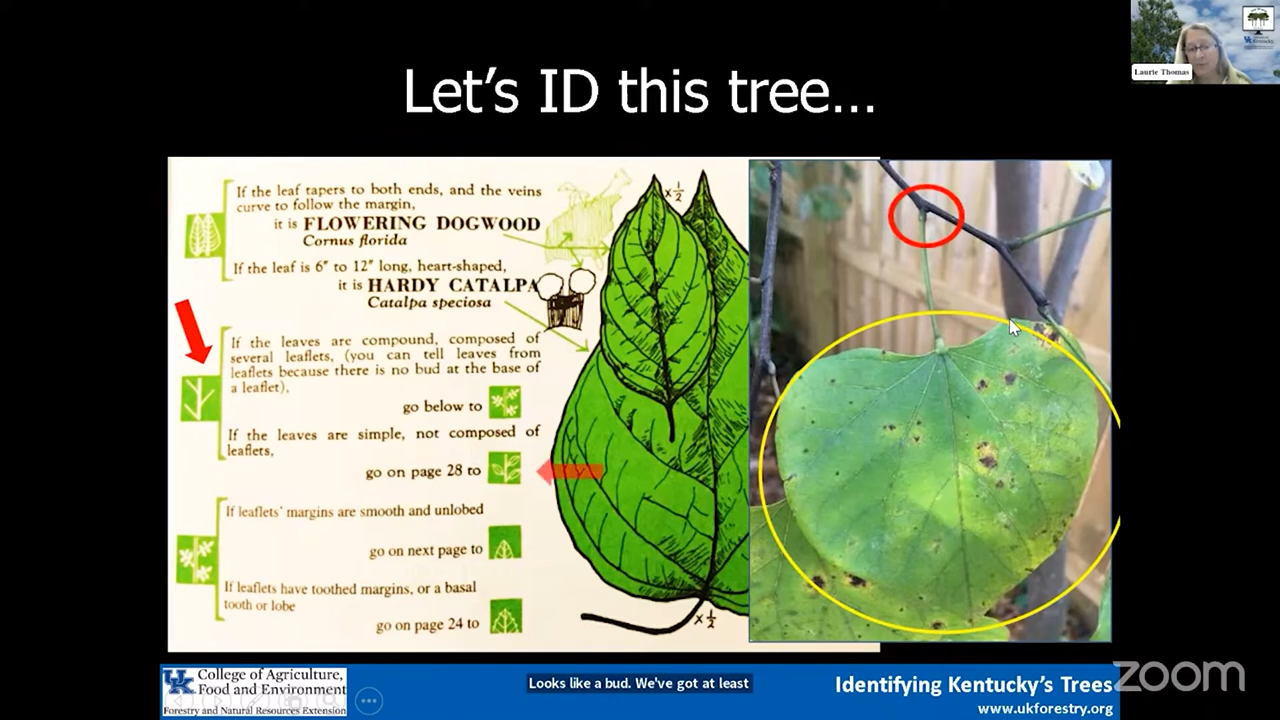 Laurie Thomas
Let's ID this tree...
If the leaf tapers to both ends, and the veins
curve to follow the margin,
it is FLOWERING DOGWOOD
Cornus florida
If the leaf is 6″ to 12″ long, heart-shaped,
it is HARDY CATALPA
Catalpa speciosa
If the leaves are compound, composed of
several leaflets, (you can tell leaves from
leaflets because there is no bud at the base of
a leaflet),
go below to
If the leaves are simple, not composed of
leaflets,
go on page 28 to
If leaflets' margins are smooth and unlobed
go on next page to
If leaflets have toothed margins, or a basal
tooth or lobe
go on page 24 to
x½
x½
UK College of Agriculture,
Food and Environment
Forestry and Natural Resources Extension
Looks like a bud. We've got at least
Identifying Kentucky's Trees
www.ukforestry.org
zoom